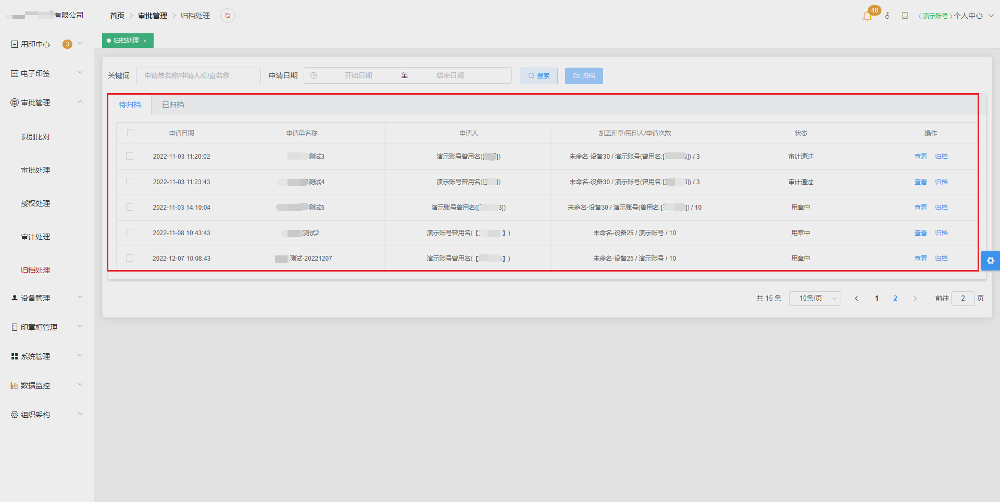 有限公司
首页 > 审批管理 > 归档处理
46
(演示账号) 个人中心
归档处理 ×
用印中心 3
电子印签
审批管理
识别比对
审批处理
授权处理
审计处理
归档处理
设备管理
印章柜管理
系统管理
数据监控
组织架构
关键词 申请单名称/申请人/印章名称 申请日期 开始日期 至 结束日期 搜索 归档
待归档 已归档
申请日期 申请单名称 申请人 加盖印章/用印人/申请次数 状态 操作
2022-11-03 11:20:02 测试3 演示账号曾用名([ ]) 未命名-设备30 / 演示账号(曾用名:[ ]) / 3 审计通过 查看 归档
2022-11-03 11:23:43 测试4 演示账号曾用名([ ]) 未命名-设备30 / 演示账号(曾用名:[ ]) / 3 审计通过 查看 归档
2022-11-03 14:10:04 测试5 演示账号曾用名([ ]) 未命名-设备30 / 演示账号(曾用名:[ ]) / 10 用章中 查看 归档
2022-11-08 10:43:43 测试2 演示账号曾用名(【 】) 未命名-设备25 / 演示账号 / 10 用章中 查看 归档
2022-12-07 10:08:43 测试-20221207 演示账号曾用名(【 】) 未命名-设备25 / 演示账号 / 10 用章中 查看 归档
共 15 条 10条/页 < 1 2 > 前往 2 页